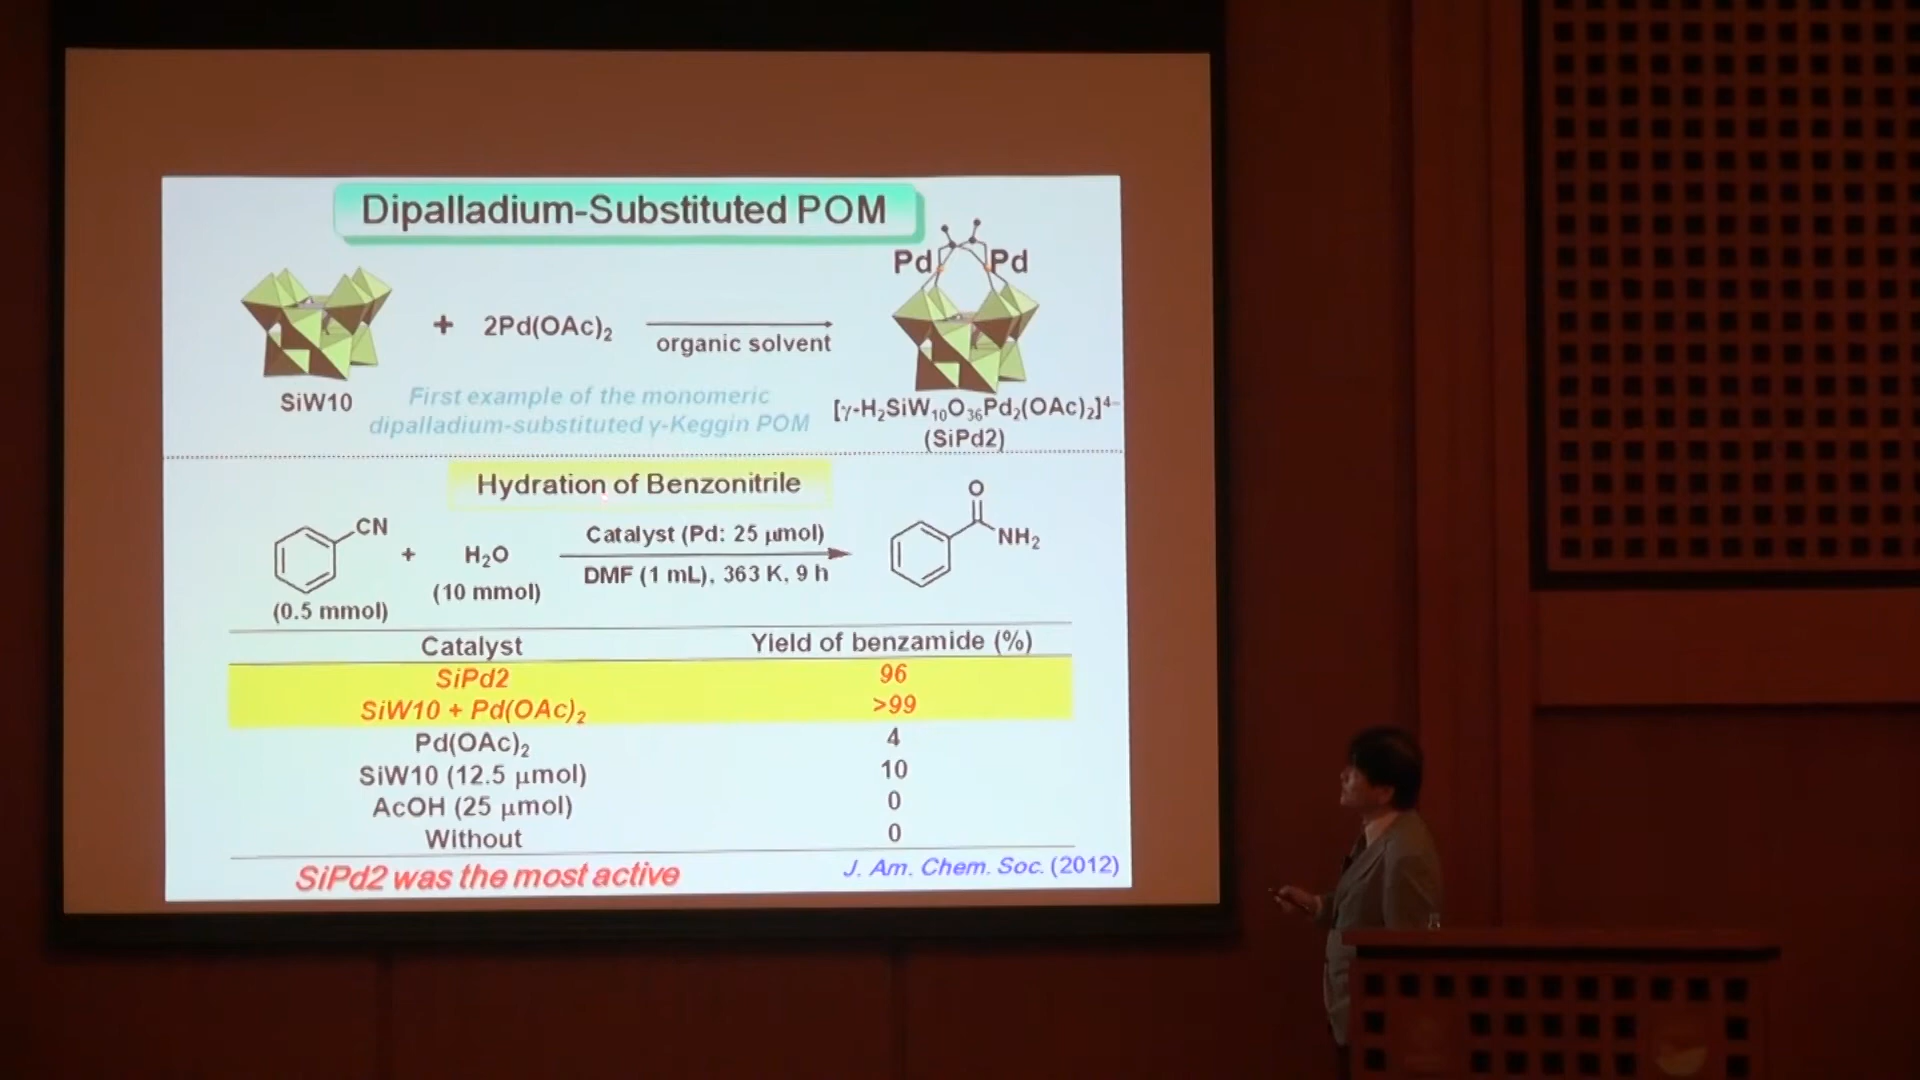 Dipalladium-Substituted POM
Pd Pd
+ 2Pd(OAc)₂
organic solvent
SiW10
First example of the monomeric
dipalladium-substituted γ-Keggin POM
[γ-H₂SiW₁₀O₃₆Pd₂(OAc)₂]⁴⁻
(SiPd2)
Hydration of Benzonitrile
CN
+
H₂O
(0.5 mmol)
(10 mmol)
Catalyst (Pd: 25 μmol)
DMF (1 mL), 363 K, 9 h
O
NH₂
Catalyst Yield of benzamide (%)
SiPd2 96
SiW10 + Pd(OAc)₂ >99
Pd(OAc)₂ 4
SiW10 (12.5 μmol) 10
AcOH (25 μmol) 0
Without 0
SiPd2 was the most active
J. Am. Chem. Soc. (2012)